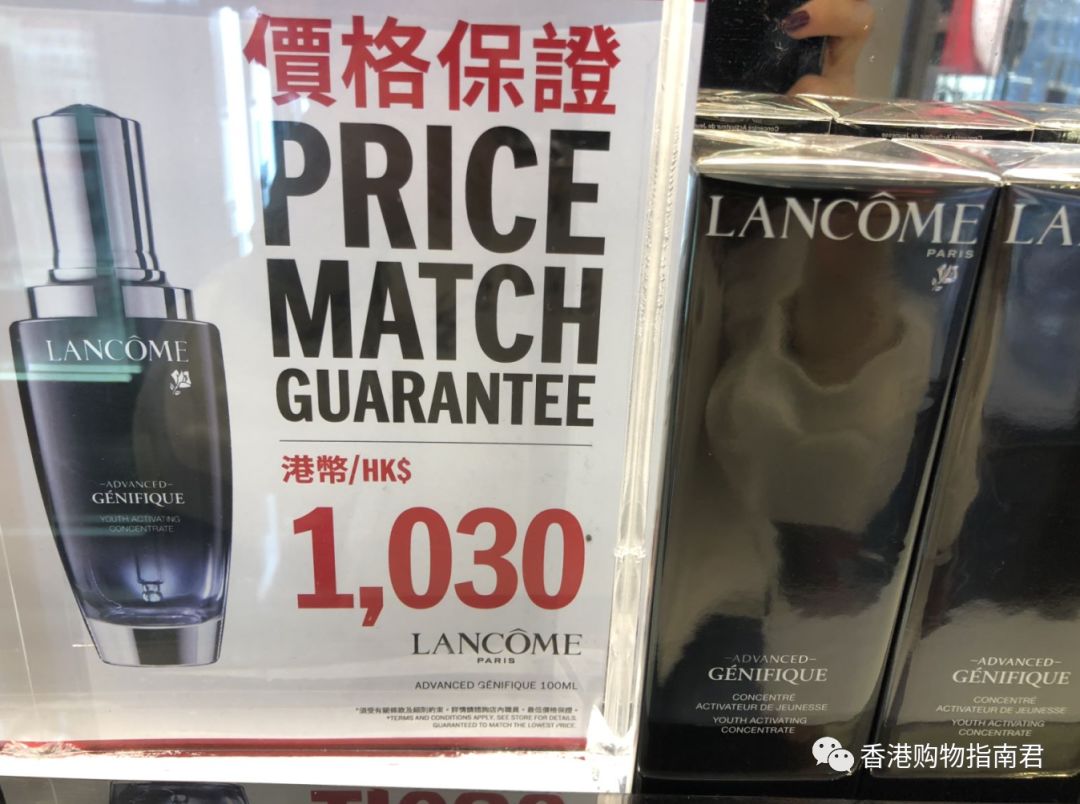 價格保證
PRICE
MATCH
GUARANTEE
港幣/HK$
1,030
LANCÔME
PARIS
ADVANCED GÉNIFIQUE 100ML
*TERMS AND CONDITIONS APPLY. SEE STORE FOR DETAILS.
GUARANTEED TO MATCH THE LOWEST PRICE.
LANCÔME
-ADVANCED-
GÉNIFIQUE
YOUTH ACTIVATING
CONCENTRATE
LANCÔME
PARIS
-ADVANCED-
GÉNIFIQUE
CONCENTRÉ
ACTIVATEUR DE JEUNESSE
YOUTH ACTIVATING
CONCENTRATE
LA
-ADVANCED-
GÉNIFIQUE
CONCENTRÉ
ACTIVATEUR DE JEUNESSE
YOUTH ACTIVATING
CONCENTRATE
香港购物指南君